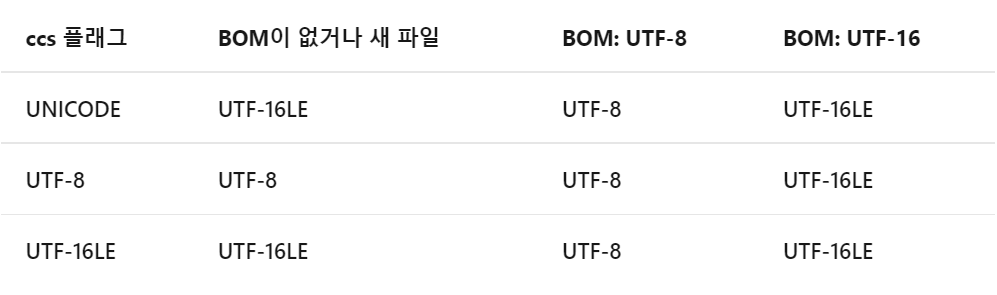 ccs 플래그 BOM이 없거나 새 파일 BOM: UTF-8 BOM: UTF-16
UNICODE UTF-16LE UTF-8 UTF-16LE
UTF-8 UTF-8 UTF-8 UTF-16LE
UTF-16LE UTF-16LE UTF-8 UTF-16LE